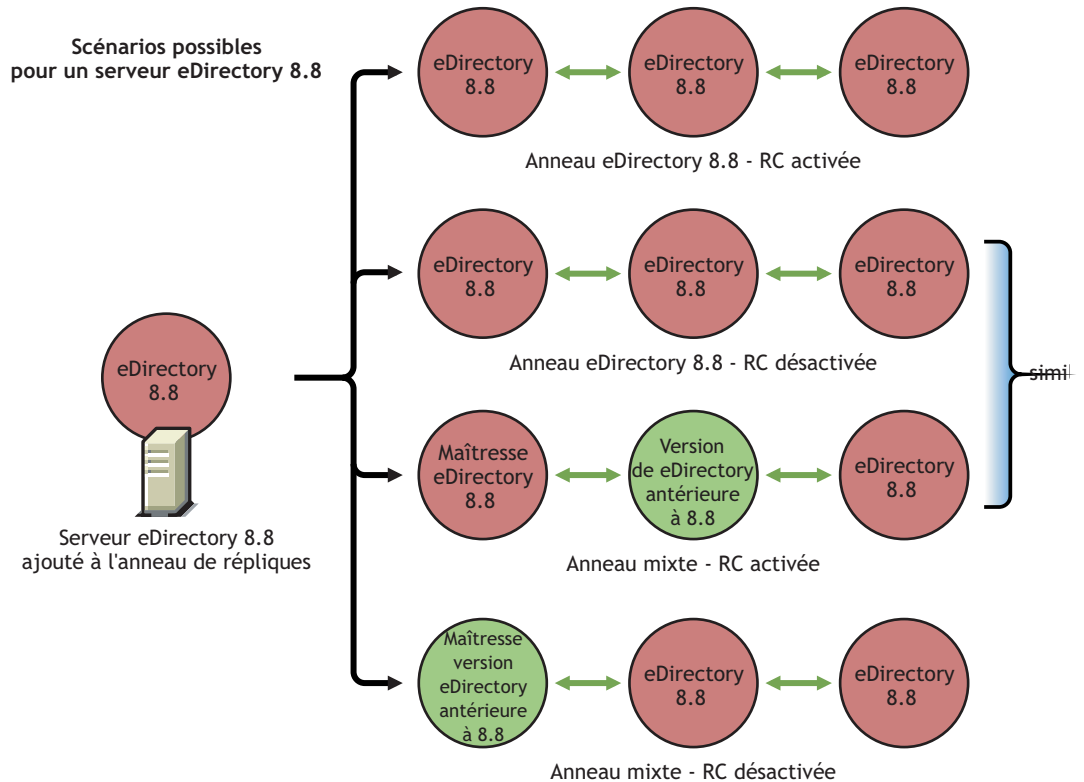 Scénarios possibles
pour un serveur eDirectory 8.8
eDirectory
8.8
eDirectory
8.8
eDirectory
8.8
Anneau eDirectory 8.8 - RC activée
eDirectory
8.8
eDirectory
8.8
eDirectory
8.8
Anneau eDirectory 8.8 - RC désactivée
simil
eDirectory
8.8
Serveur eDirectory 8.8
ajouté à l'anneau de répliques
Maîtresse
eDirectory
8.8
Version
de eDirectory
antérieure
à 8.8
eDirectory
8.8
Anneau mixte - RC activée
Maîtresse
version
eDirectory
antérieure
à 8.8
eDirectory
8.8
eDirectory
8.8
Anneau mixte - RC désactivée